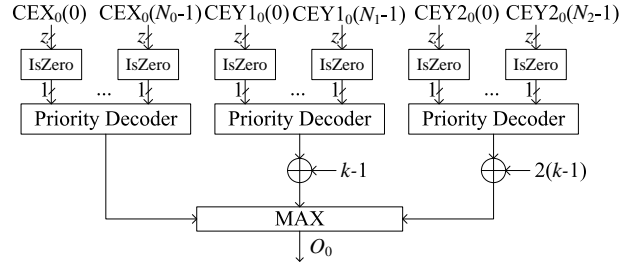 CEX₀(0) CEX₀(N₀-1) CEY1₀(0) CEY1₀(N₁-1) CEY2₀(0) CEY2₀(N₂-1)
z z z z z z
IsZero IsZero IsZero IsZero IsZero IsZero
1 ... 1 1 ... 1 1 ... 1
Priority Decoder Priority Decoder Priority Decoder
k-1 2(k-1)
MAX
O₀